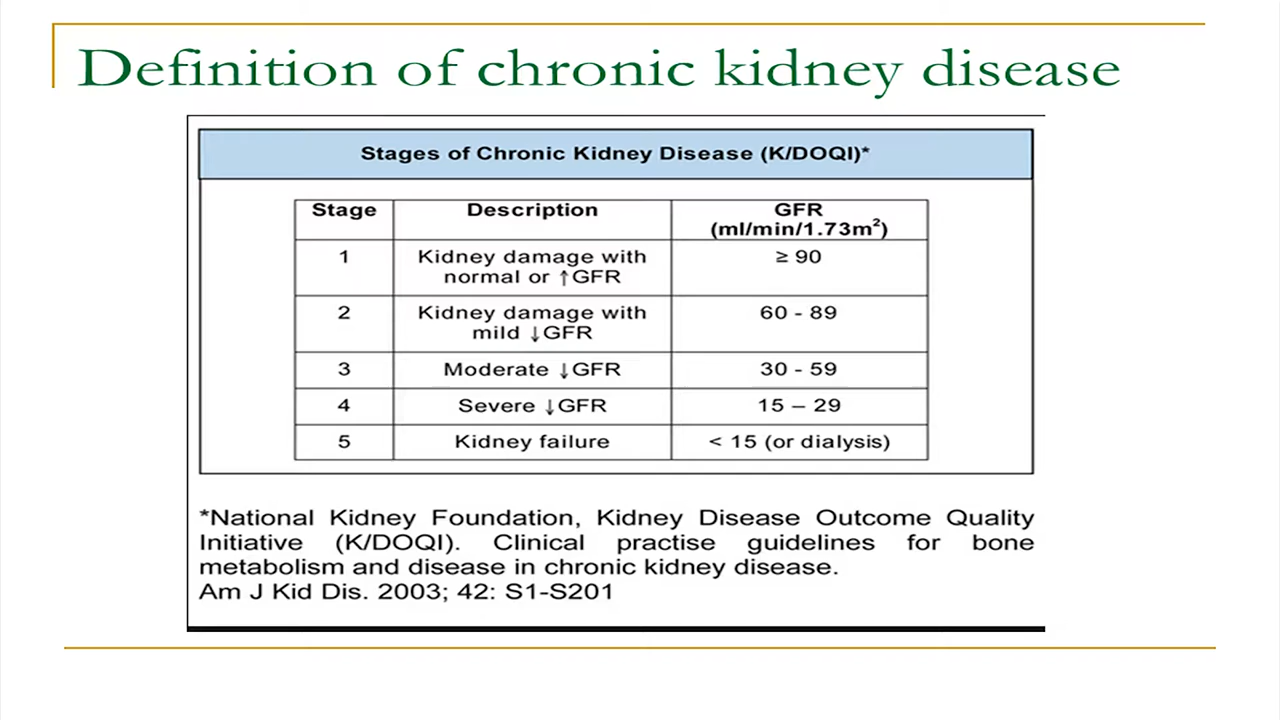 Definition of chronic kidney disease
Stages of Chronic Kidney Disease (K/DOQI)*
Stage Description GFR
(ml/min/1.73m²)
1 Kidney damage with ≥ 90
normal or ↑GFR
2 Kidney damage with 60 - 89
mild ↓GFR
3 Moderate ↓GFR 30 - 59
4 Severe ↓GFR 15 – 29
5 Kidney failure < 15 (or dialysis)
*National Kidney Foundation, Kidney Disease Outcome Quality
Initiative (K/DOQI). Clinical practise guidelines for bone
metabolism and disease in chronic kidney disease.
Am J Kid Dis. 2003; 42: S1-S201